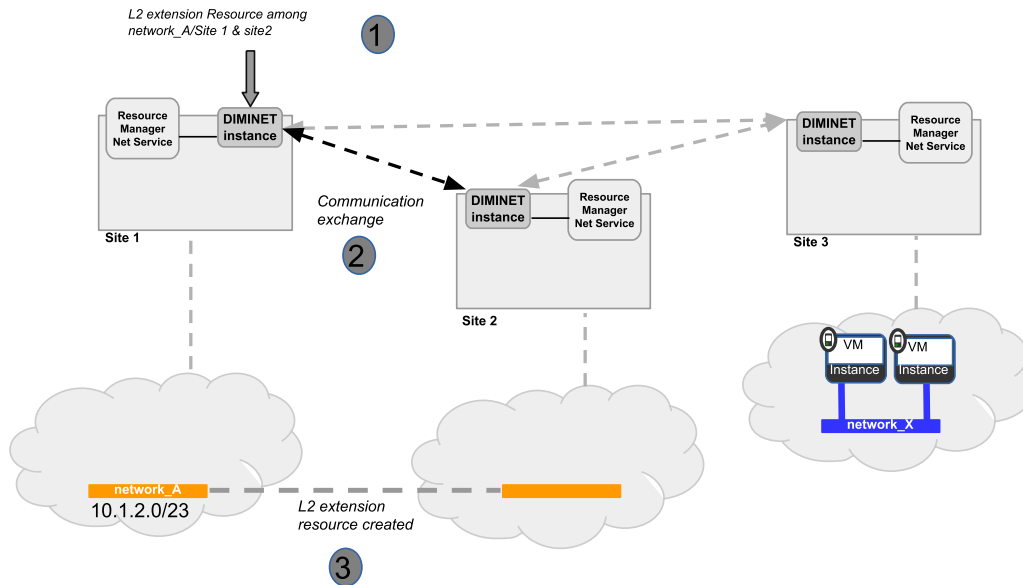 L2 extension Resource among
network_A/Site 1 & site2
1
Resource
Manager
Net Service
DIMINET
instance
DIMINET
instance
Resource
Manager
Net Service
Communication
exchange
2
DIMINET
instance
Resource
Manager
Net Service
Site 1
Site 3
Site 2
VM
Instance
VM
Instance
network_X
network_A
10.1.2.0/23
L2 extension
resource created
3